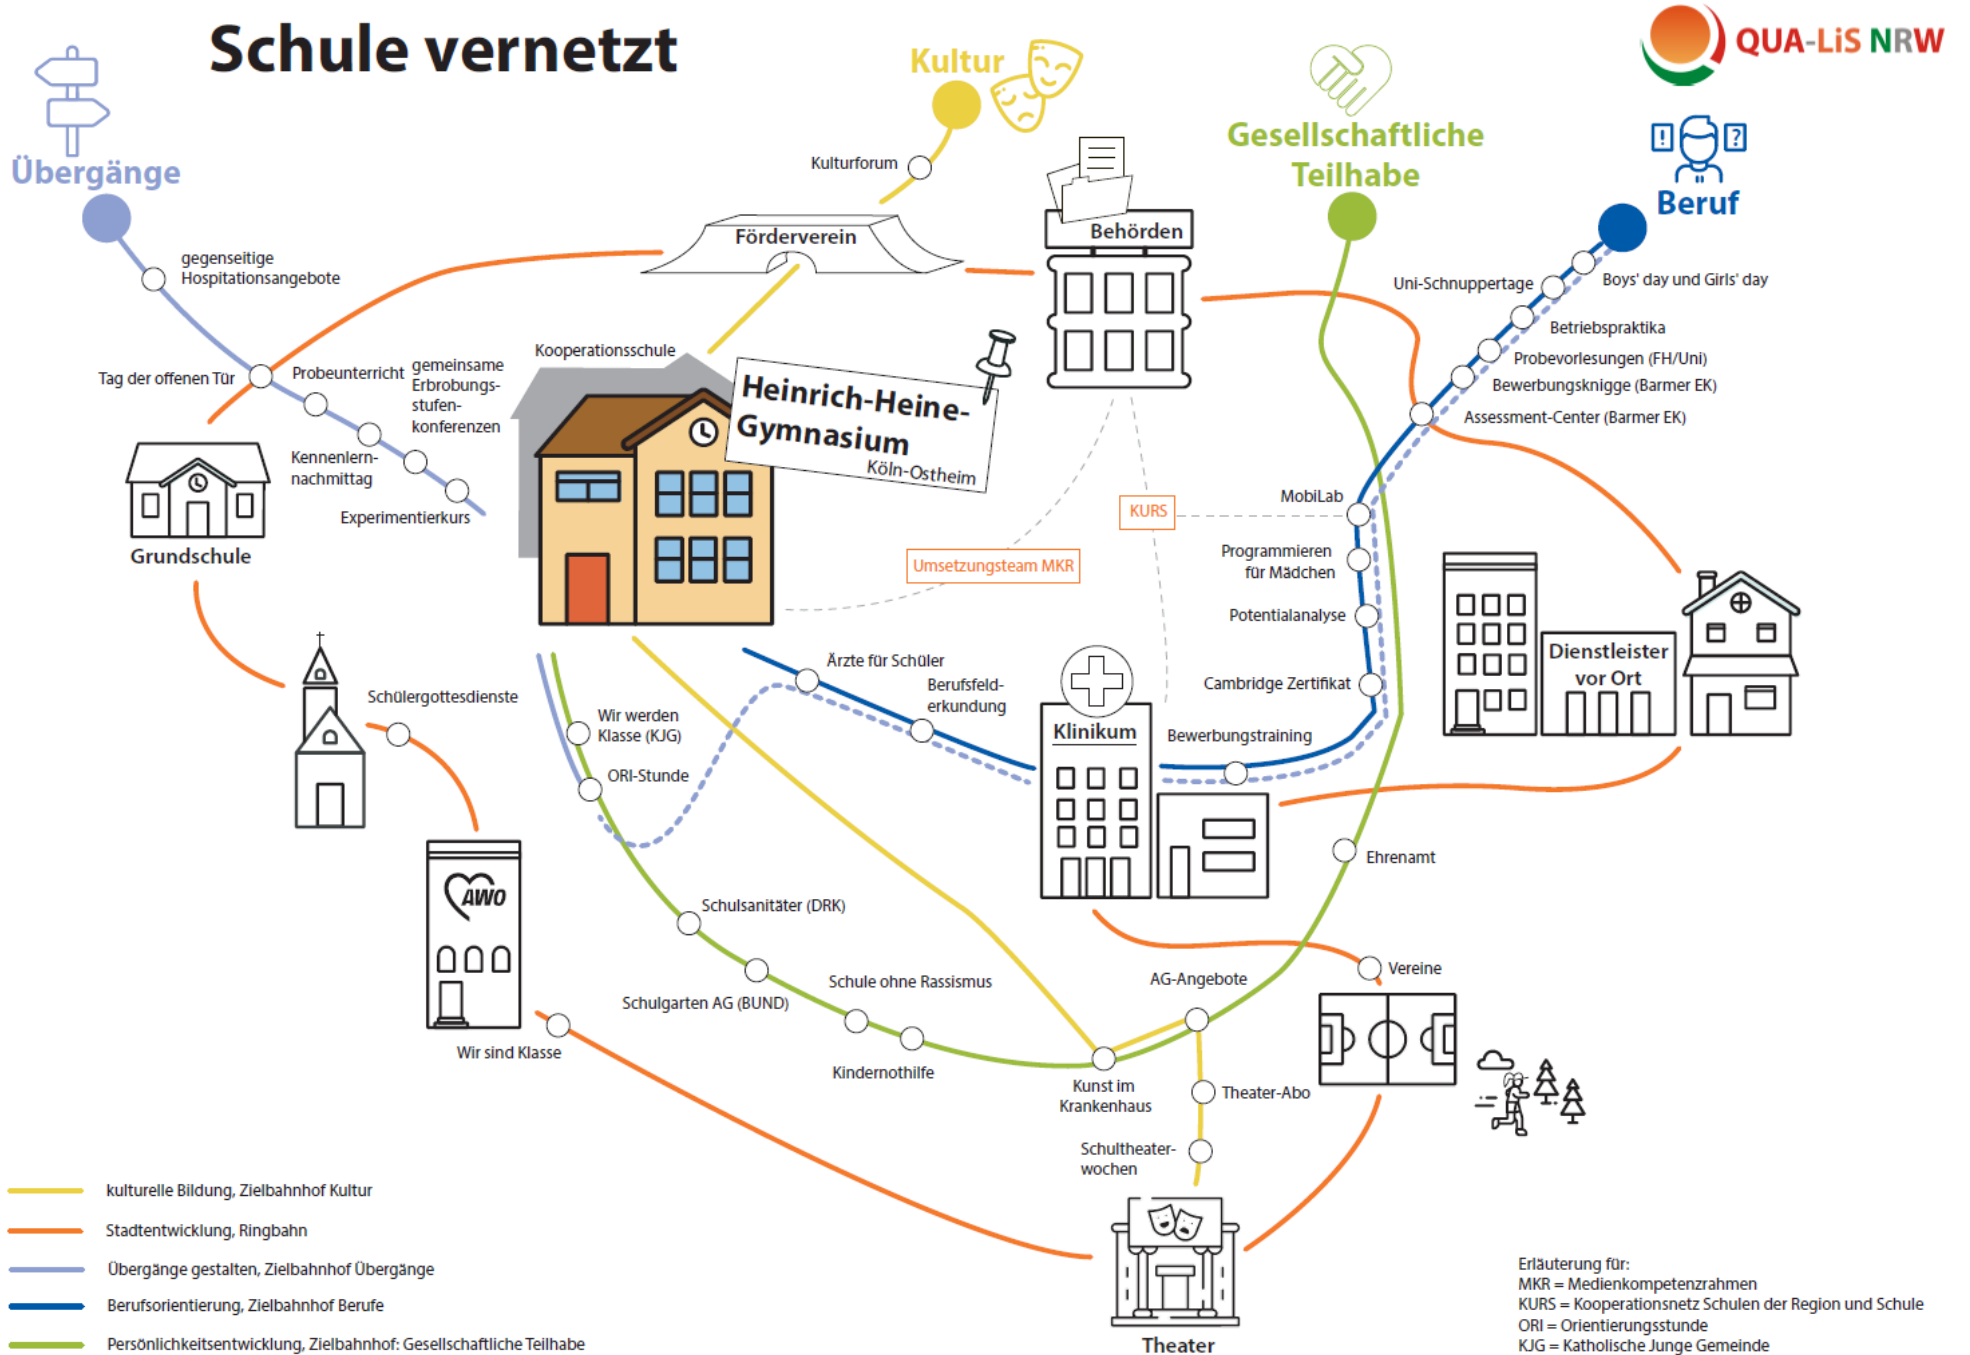 Schule vernetzt
QUA-LiS NRW
Kultur
Gesellschaftliche
Teilhabe
Übergänge
Beruf
Kulturforum
Förderverein
Behörden
gegenseitige
Hospitationsangebote
Uni-Schnuppertage
Boys' day und Girls' day
Betriebspraktika
Probevorlesungen (FH/Uni)
Bewerbungsknigge (Barmer EK)
Assessment-Center (Barmer EK)
Tag der offenen Tür
Probeunterricht
gemeinsame
Erbrobungs-
stufen-
konferenzen
Kennenlern-
nachmittag
Experimentierkurs
Kooperationsschule
Heinrich-Heine-
Gymnasium
Köln-Ostheim
Grundschule
KURS
Umsetzungsteam MKR
MobiLab
Programmieren
für Mädchen
Potentialanalyse
Cambridge Zertifikat
Bewerbungstraining
Dienstleister
vor Ort
Schülergottesdienste
Wir werden
Klasse (KJG)
ORI-Stunde
Ärzte für Schüler
Berufsfeld-
erkundung
Klinikum
Ehrenamt
AWO
Schulsanitäter (DRK)
Schulgarten AG (BUND)
Schule ohne Rassismus
Kindernothilfe
AG-Angebote
Vereine
Wir sind Klasse
Kunst im
Krankenhaus
Theater-Abo
Schultheater-
wochen
Theater
kulturelle Bildung, Zielbahnhof Kultur
Stadtentwicklung, Ringbahn
Übergänge gestalten, Zielbahnhof Übergänge
Berufsorientierung, Zielbahnhof Berufe
Persönlichkeitsentwicklung, Zielbahnhof: Gesellschaftliche Teilhabe
Erläuterung für:
MKR = Medienkompetenzrahmen
KURS = Kooperationsnetz Schulen der Region und Schule
ORI = Orientierungsstunde
KJG = Katholische Junge Gemeinde